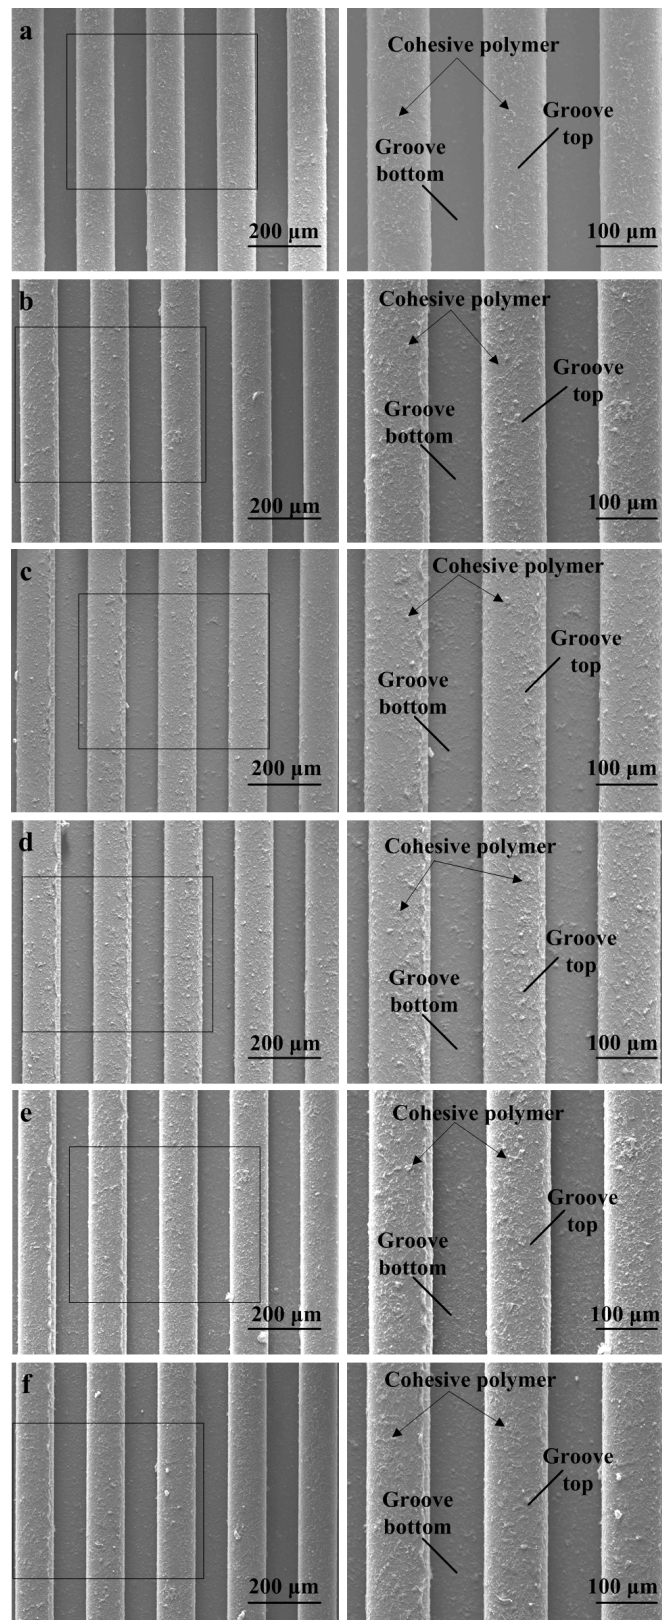 a
200 μm
Cohesive polymer
Groove
top
Groove
bottom
100 μm
b
200 μm
Cohesive polymer
Groove
top
Groove
bottom
100 μm
c
200 μm
Cohesive polymer
Groove
top
Groove
bottom
100 μm
d
200 μm
Cohesive polymer
Groove
top
Groove
bottom
100 μm
e
200 μm
Cohesive polymer
Groove
top
Groove
bottom
100 μm
f
200 μm
Cohesive polymer
Groove
top
Groove
bottom
100 μm